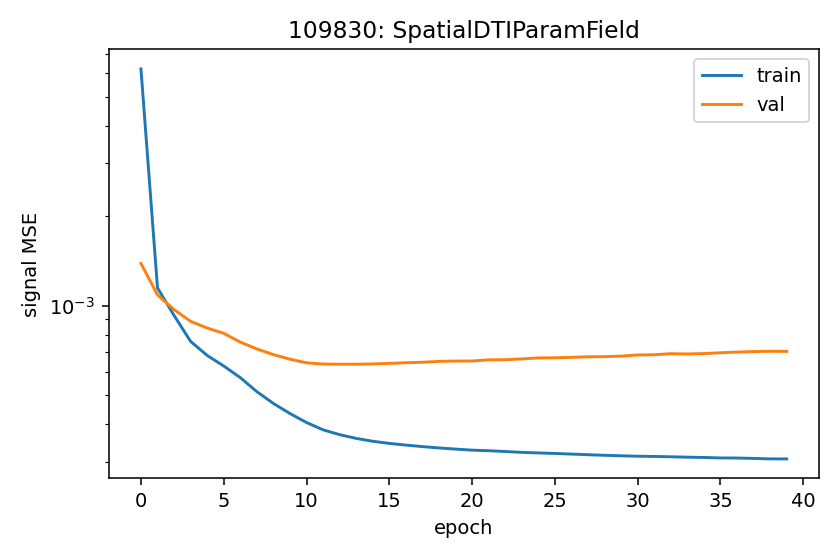 109830: SpatialDTIParamField
train
val
signal MSE
10⁻³
0 5 10 15 20 25 30 35 40
epoch